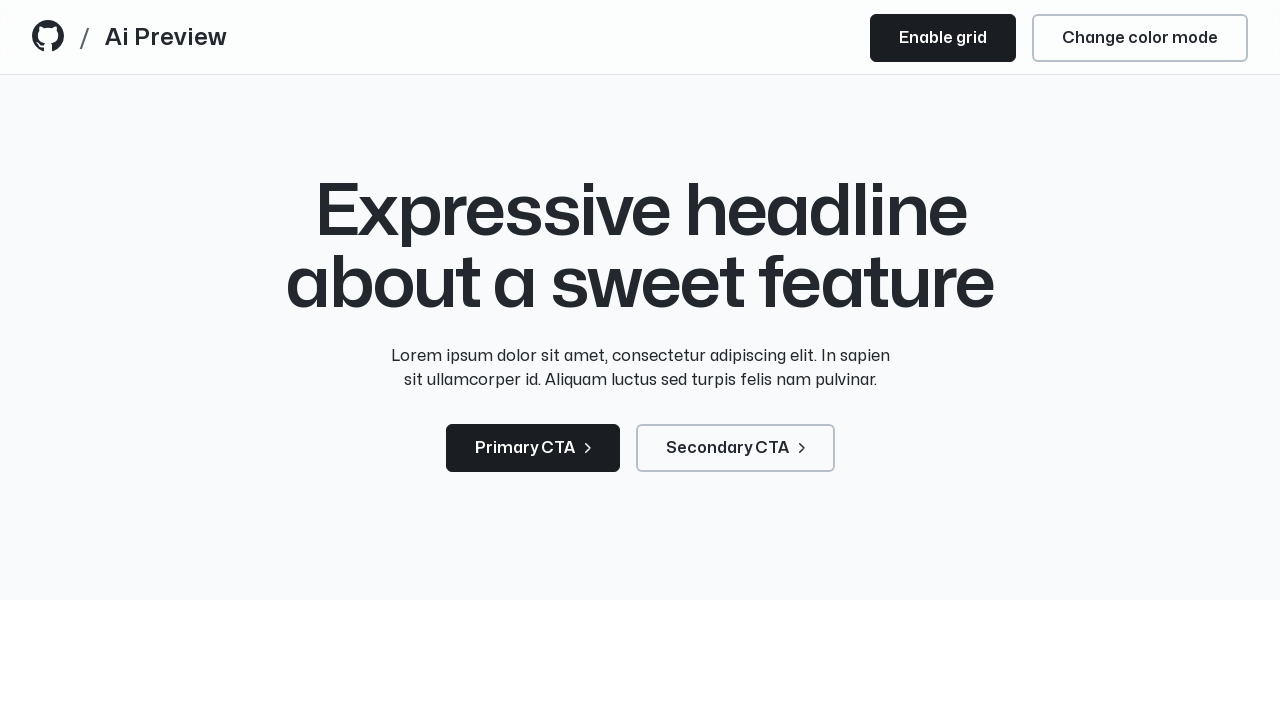 / Ai Preview
Enable grid
Change color mode
Expressive headline
about a sweet feature
Lorem ipsum dolor sit amet, consectetur adipiscing elit. In sapien
sit ullamcorper id. Aliquam luctus sed turpis felis nam pulvinar.
Primary CTA
Secondary CTA